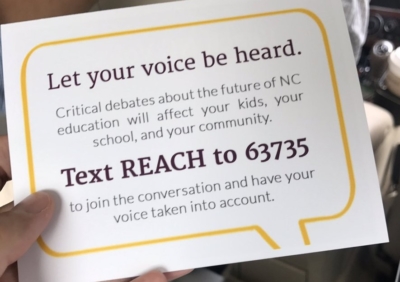 Let your voice be heard.
Critical debates about the future of NC
education will affect your kids, your
school, and your community.
Text REACH to 63735
to join the conversation and have your
voice taken into account.